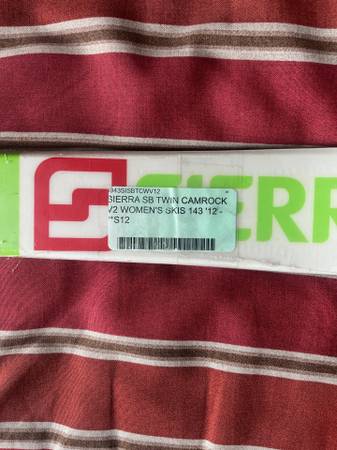 343SISBTCWV12
SIERRA SB TWIN CAMROCK
V2 WOMEN'S SKIS 143 '12 -
**S12
SIERR